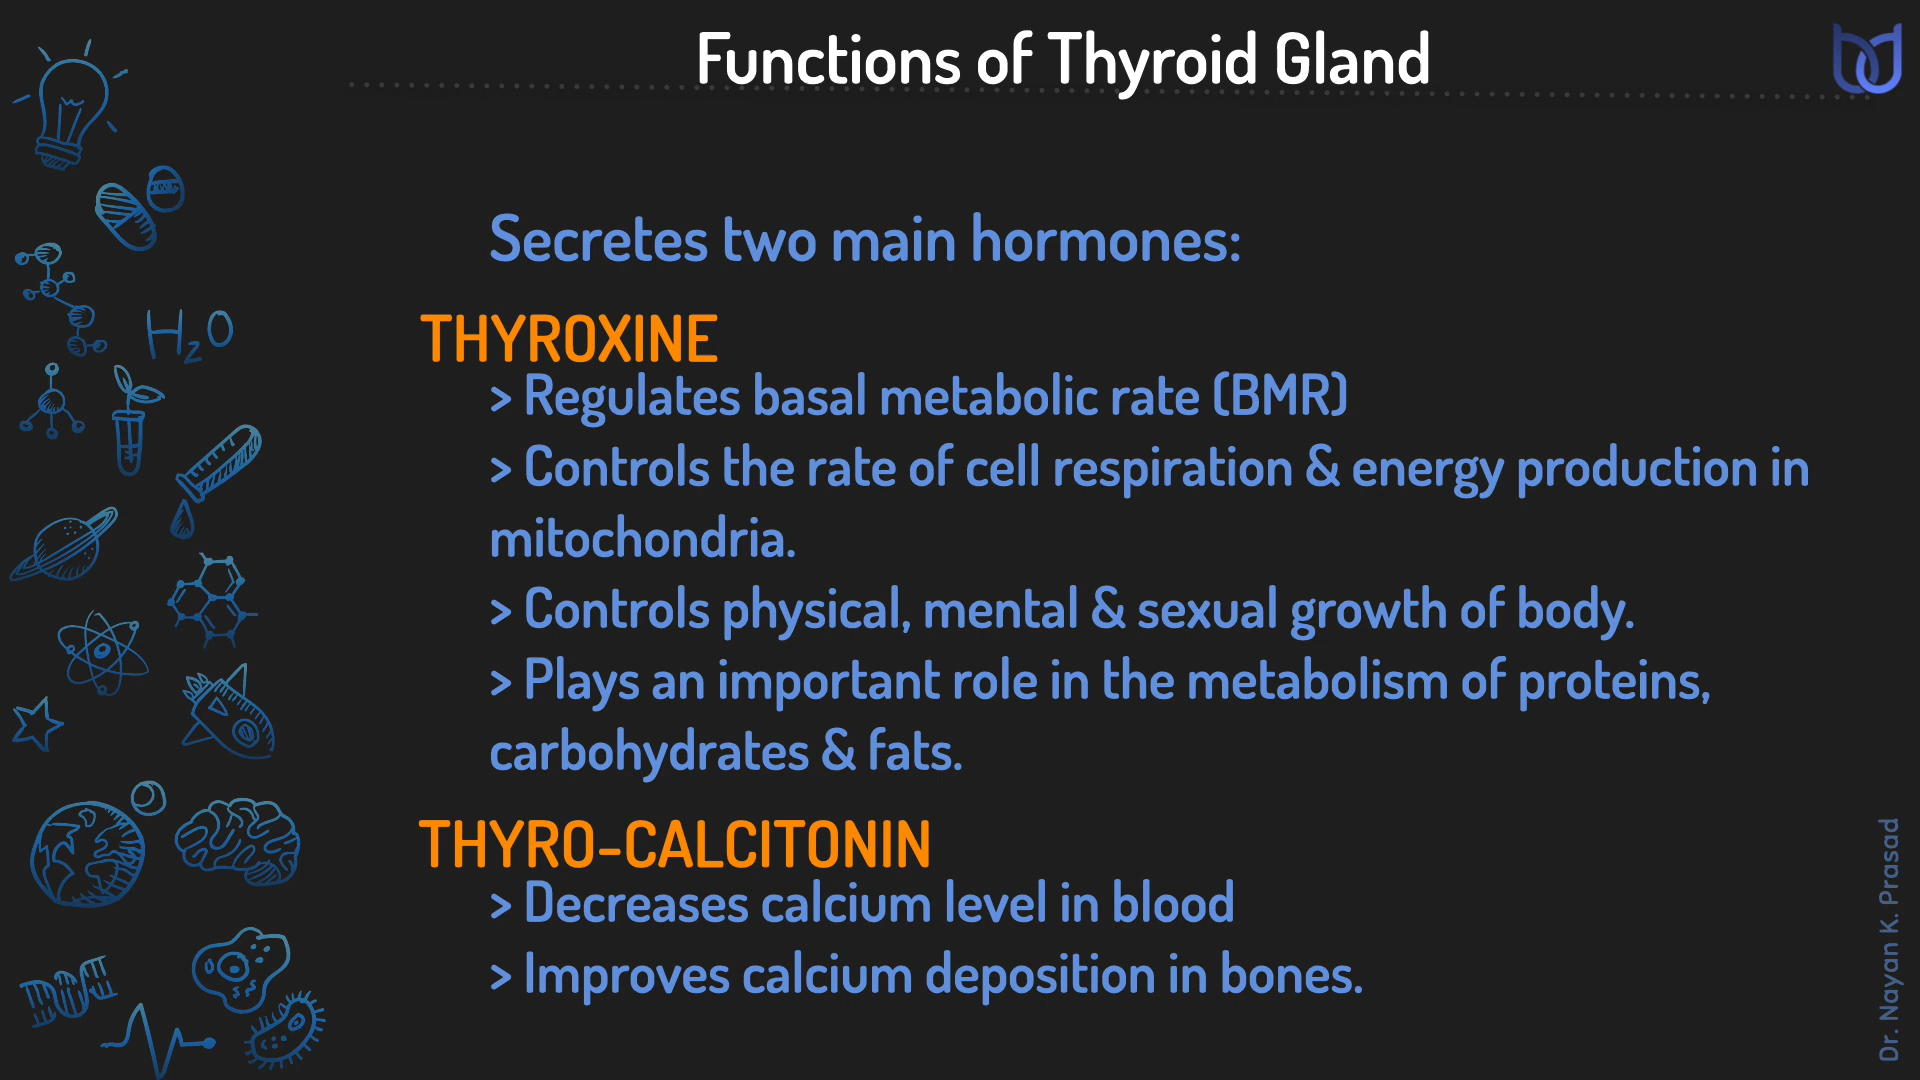 Functions of Thyroid Gland
Secretes two main hormones:
THYROXINE
> Regulates basal metabolic rate (BMR)
> Controls the rate of cell respiration & energy production in
mitochondria.
> Controls physical, mental & sexual growth of body.
> Plays an important role in the metabolism of proteins,
carbohydrates & fats.
THYRO-CALCITONIN
> Decreases calcium level in blood
> Improves calcium deposition in bones.
H₂O
Dr. Nayan K. Prasad